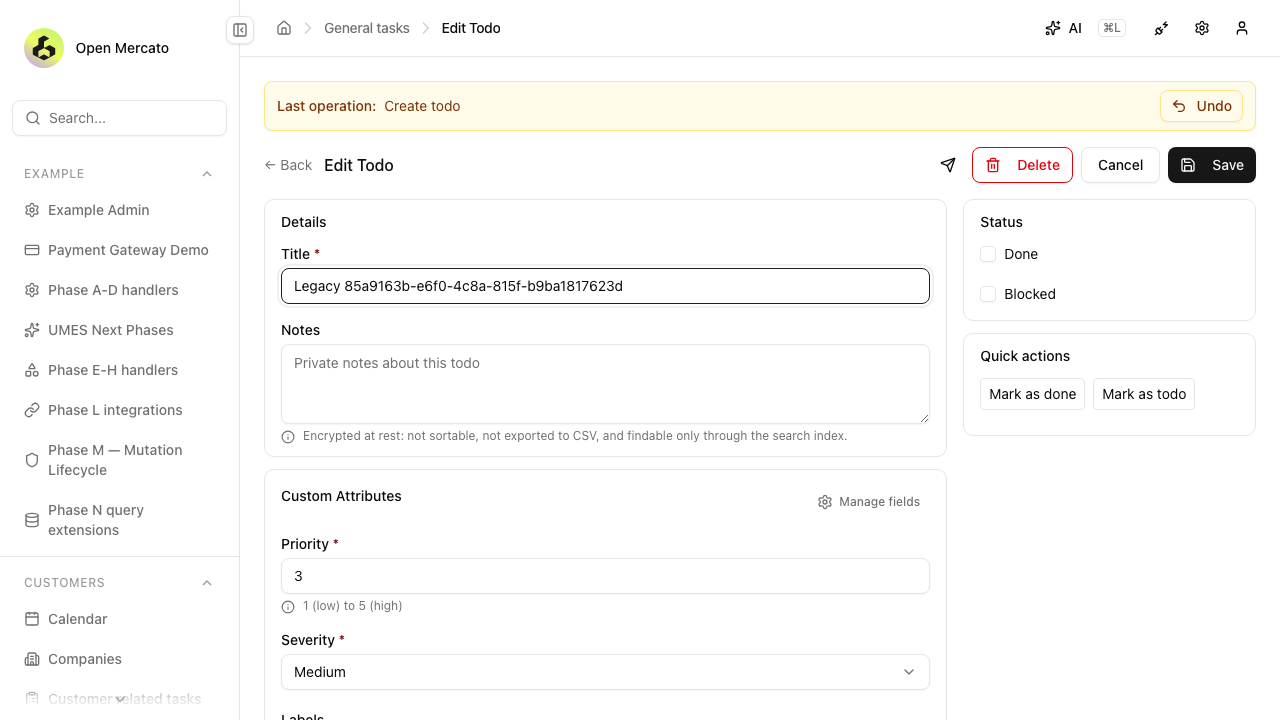 Open Mercato
Search...
EXAMPLE
Example Admin
Payment Gateway Demo
Phase A-D handlers
UMES Next Phases
Phase E-H handlers
Phase L integrations
Phase M — Mutation
Lifecycle
Phase N query
extensions
CUSTOMERS
Calendar
Companies
Customer related tasks
General tasks
Edit Todo
AI
⌘L
Last operation: Create todo
Undo
← Back
Edit Todo
Delete
Cancel
Save
Details
Title *
Legacy 85a9163b-e6f0-4c8a-815f-b9ba1817623d
Notes
Private notes about this todo
Encrypted at rest: not sortable, not exported to CSV, and findable only through the search index.
Custom Attributes
Manage fields
Priority *
3
1 (low) to 5 (high)
Severity *
Medium
Labels
Status
Done
Blocked
Quick actions
Mark as done
Mark as todo